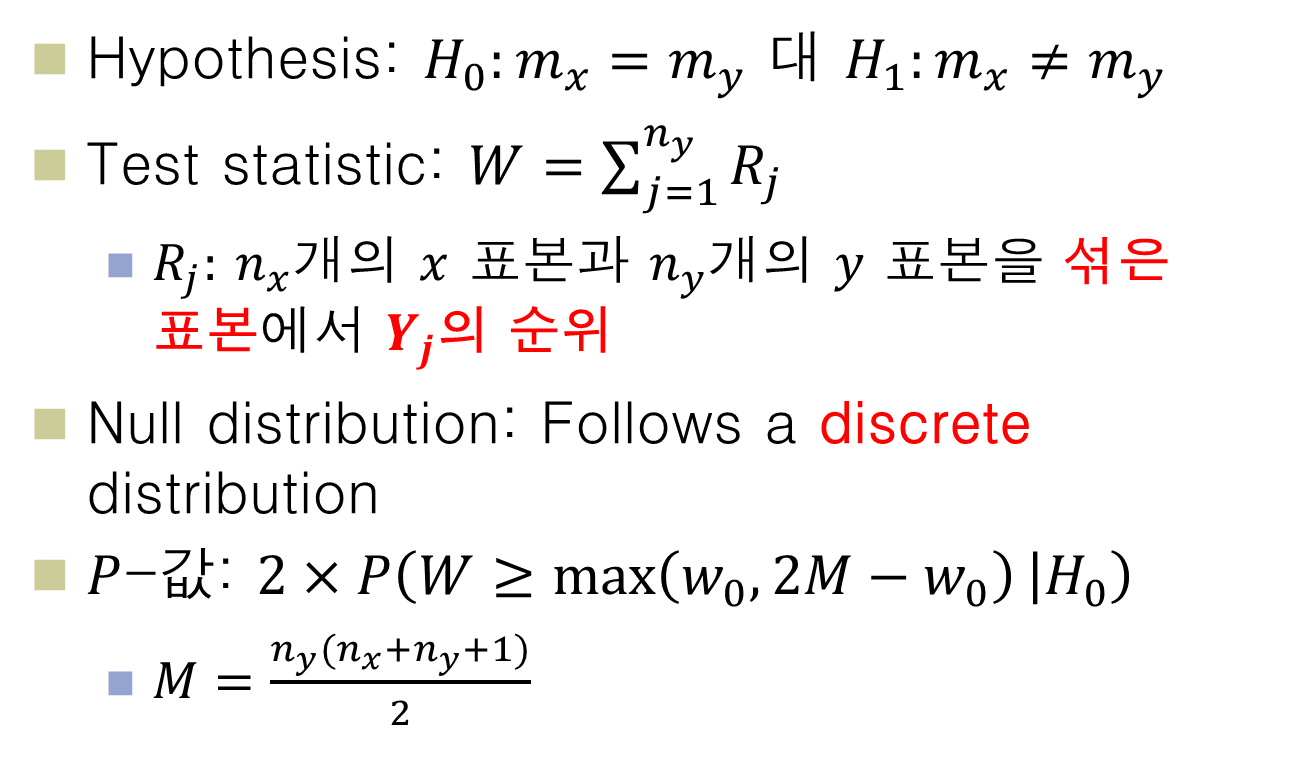 Hypothesis: H₀: mₓ = m_y 대 H₁: mₓ ≠ m_y
Test statistic: W = ∑_{j=1}^{n_y} R_j
R_j: nₓ개의 x 표본과 n_y개의 y 표본을 섞은
표본에서 Y_j의 순위
Null distribution: Follows a discrete
distribution
P-값: 2 × P(W ≥ max(w₀, 2M − w₀) |H₀)
M = \frac{n_y(nₓ+n_y+1)}{2}